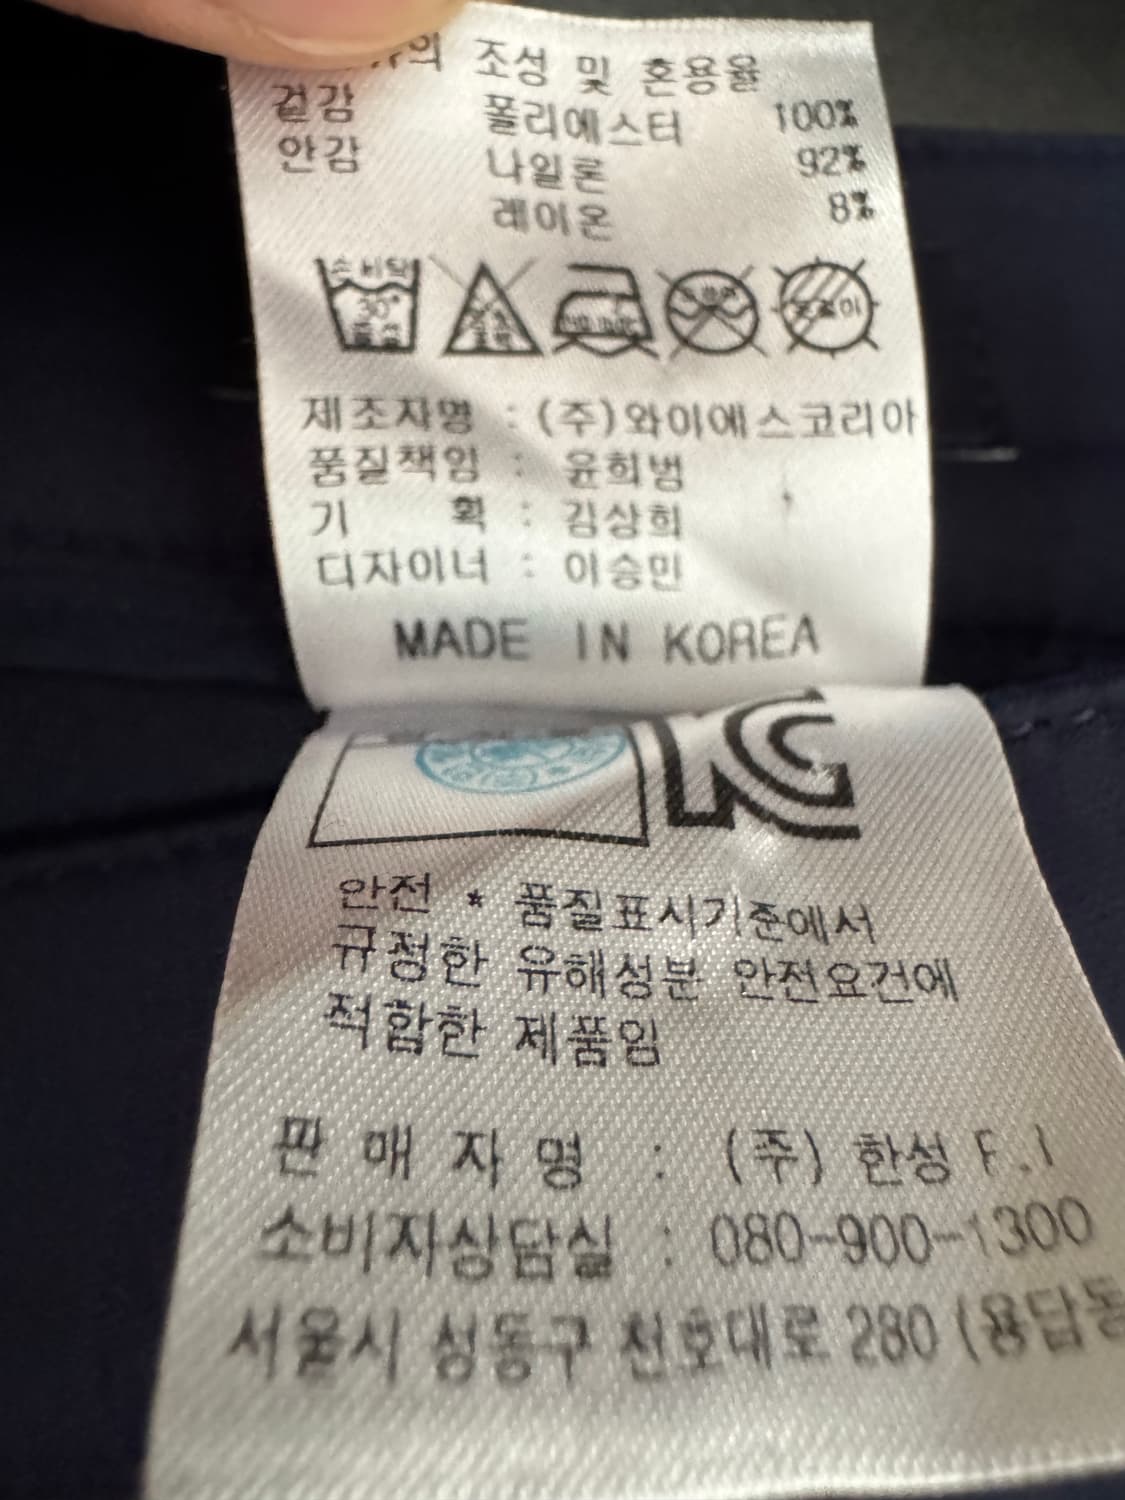 의 조성 및 혼용율
겉감 폴리에스터 100%
안감 나일론 92%
레이온 8%
손세탁
30°
중성
제조자명 : (주)와이에스코리아
품질책임 : 윤희범
기 획 : 김상희
디자이너 : 이승민
MADE IN KOREA
안전 * 품질표시기준에서
규정한 유해성분 안전요건에
적합한 제품임
판 매 자 명 : (주) 한성 F.I
소비자상담실 : 080-900-1300
서울시 성동구 천호대로 280 (용답동